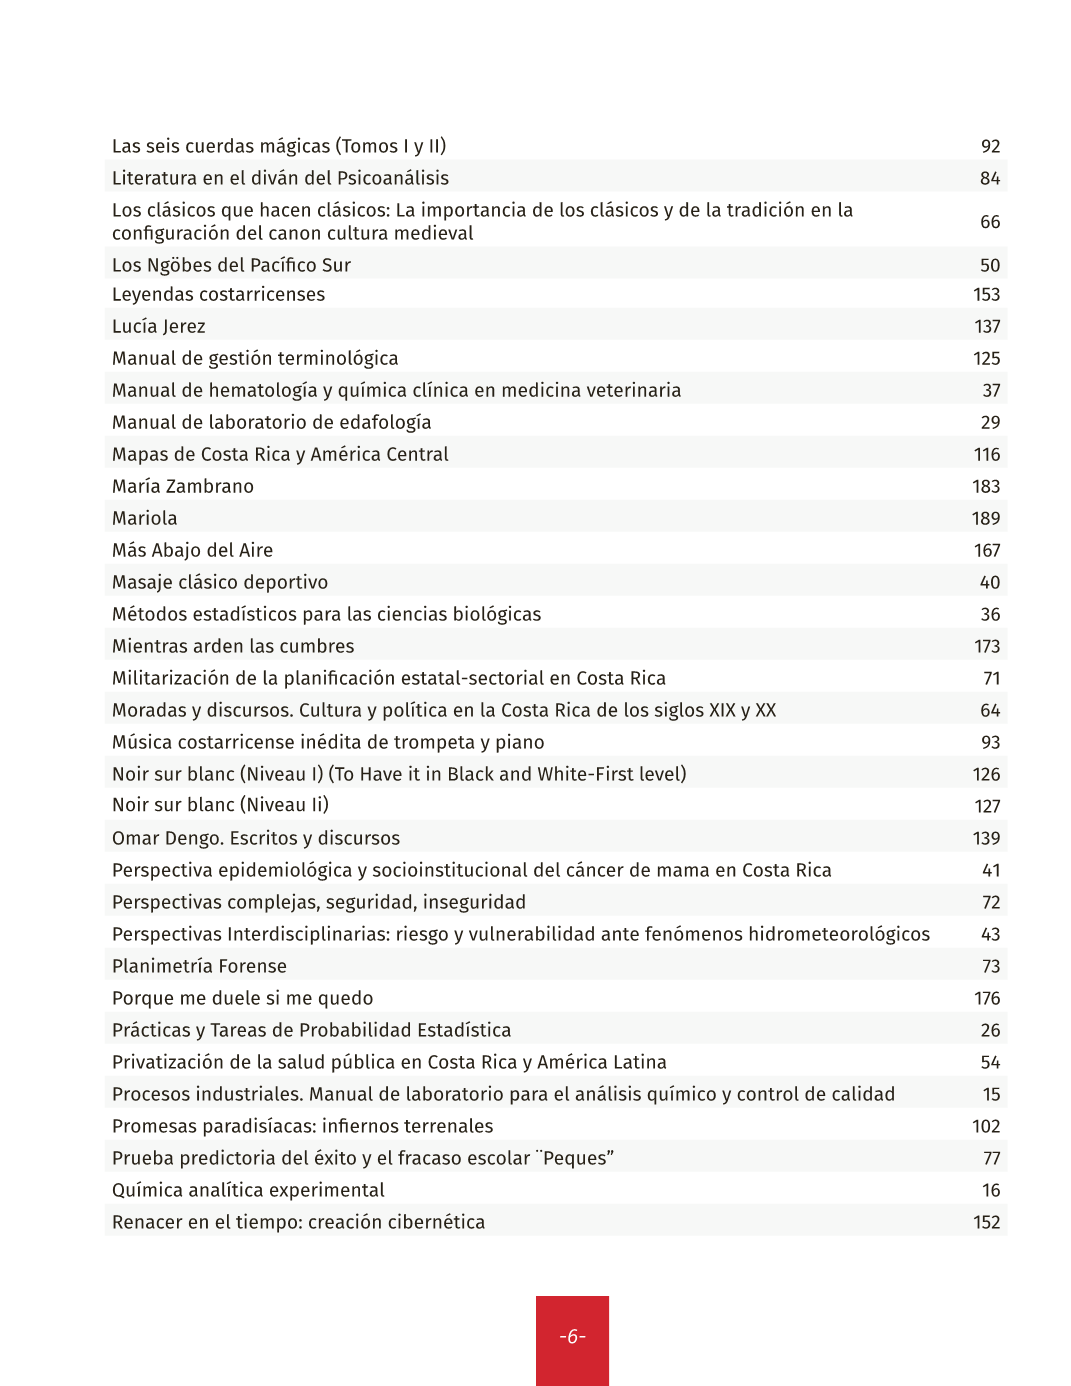 Las seis cuerdas mágicas (Tomos I y II) 92
Literatura en el diván del Psicoanálisis 84
Los clásicos que hacen clásicos: La importancia de los clásicos y de la tradición en la
configuración del canon cultura medieval 66
Los Ngöbes del Pacífico Sur 50
Leyendas costarricenses 153
Lucía Jerez 137
Manual de gestión terminológica 125
Manual de hematología y química clínica en medicina veterinaria 37
Manual de laboratorio de edafología 29
Mapas de Costa Rica y América Central 116
María Zambrano 183
Mariola 189
Más Abajo del Aire 167
Masaje clásico deportivo 40
Métodos estadísticos para las ciencias biológicas 36
Mientras arden las cumbres 173
Militarización de la planificación estatal-sectorial en Costa Rica 71
Moradas y discursos. Cultura y política en la Costa Rica de los siglos XIX y XX 64
Música costarricense inédita de trompeta y piano 93
Noir sur blanc (Niveau I) (To Have it in Black and White-First level) 126
Noir sur blanc (Niveau Ii) 127
Omar Dengo. Escritos y discursos 139
Perspectiva epidemiológica y socioinstitucional del cáncer de mama en Costa Rica 41
Perspectivas complejas, seguridad, inseguridad 72
Perspectivas Interdisciplinarias: riesgo y vulnerabilidad ante fenómenos hidrometeorológicos 43
Planimetría Forense 73
Porque me duele si me quedo 176
Prácticas y Tareas de Probabilidad Estadística 26
Privatización de la salud pública en Costa Rica y América Latina 54
Procesos industriales. Manual de laboratorio para el análisis químico y control de calidad 15
Promesas paradisíacas: infiernos terrenales 102
Prueba predictoria del éxito y el fracaso escolar ¨Peques” 77
Química analítica experimental 16
Renacer en el tiempo: creación cibernética 152
-6-